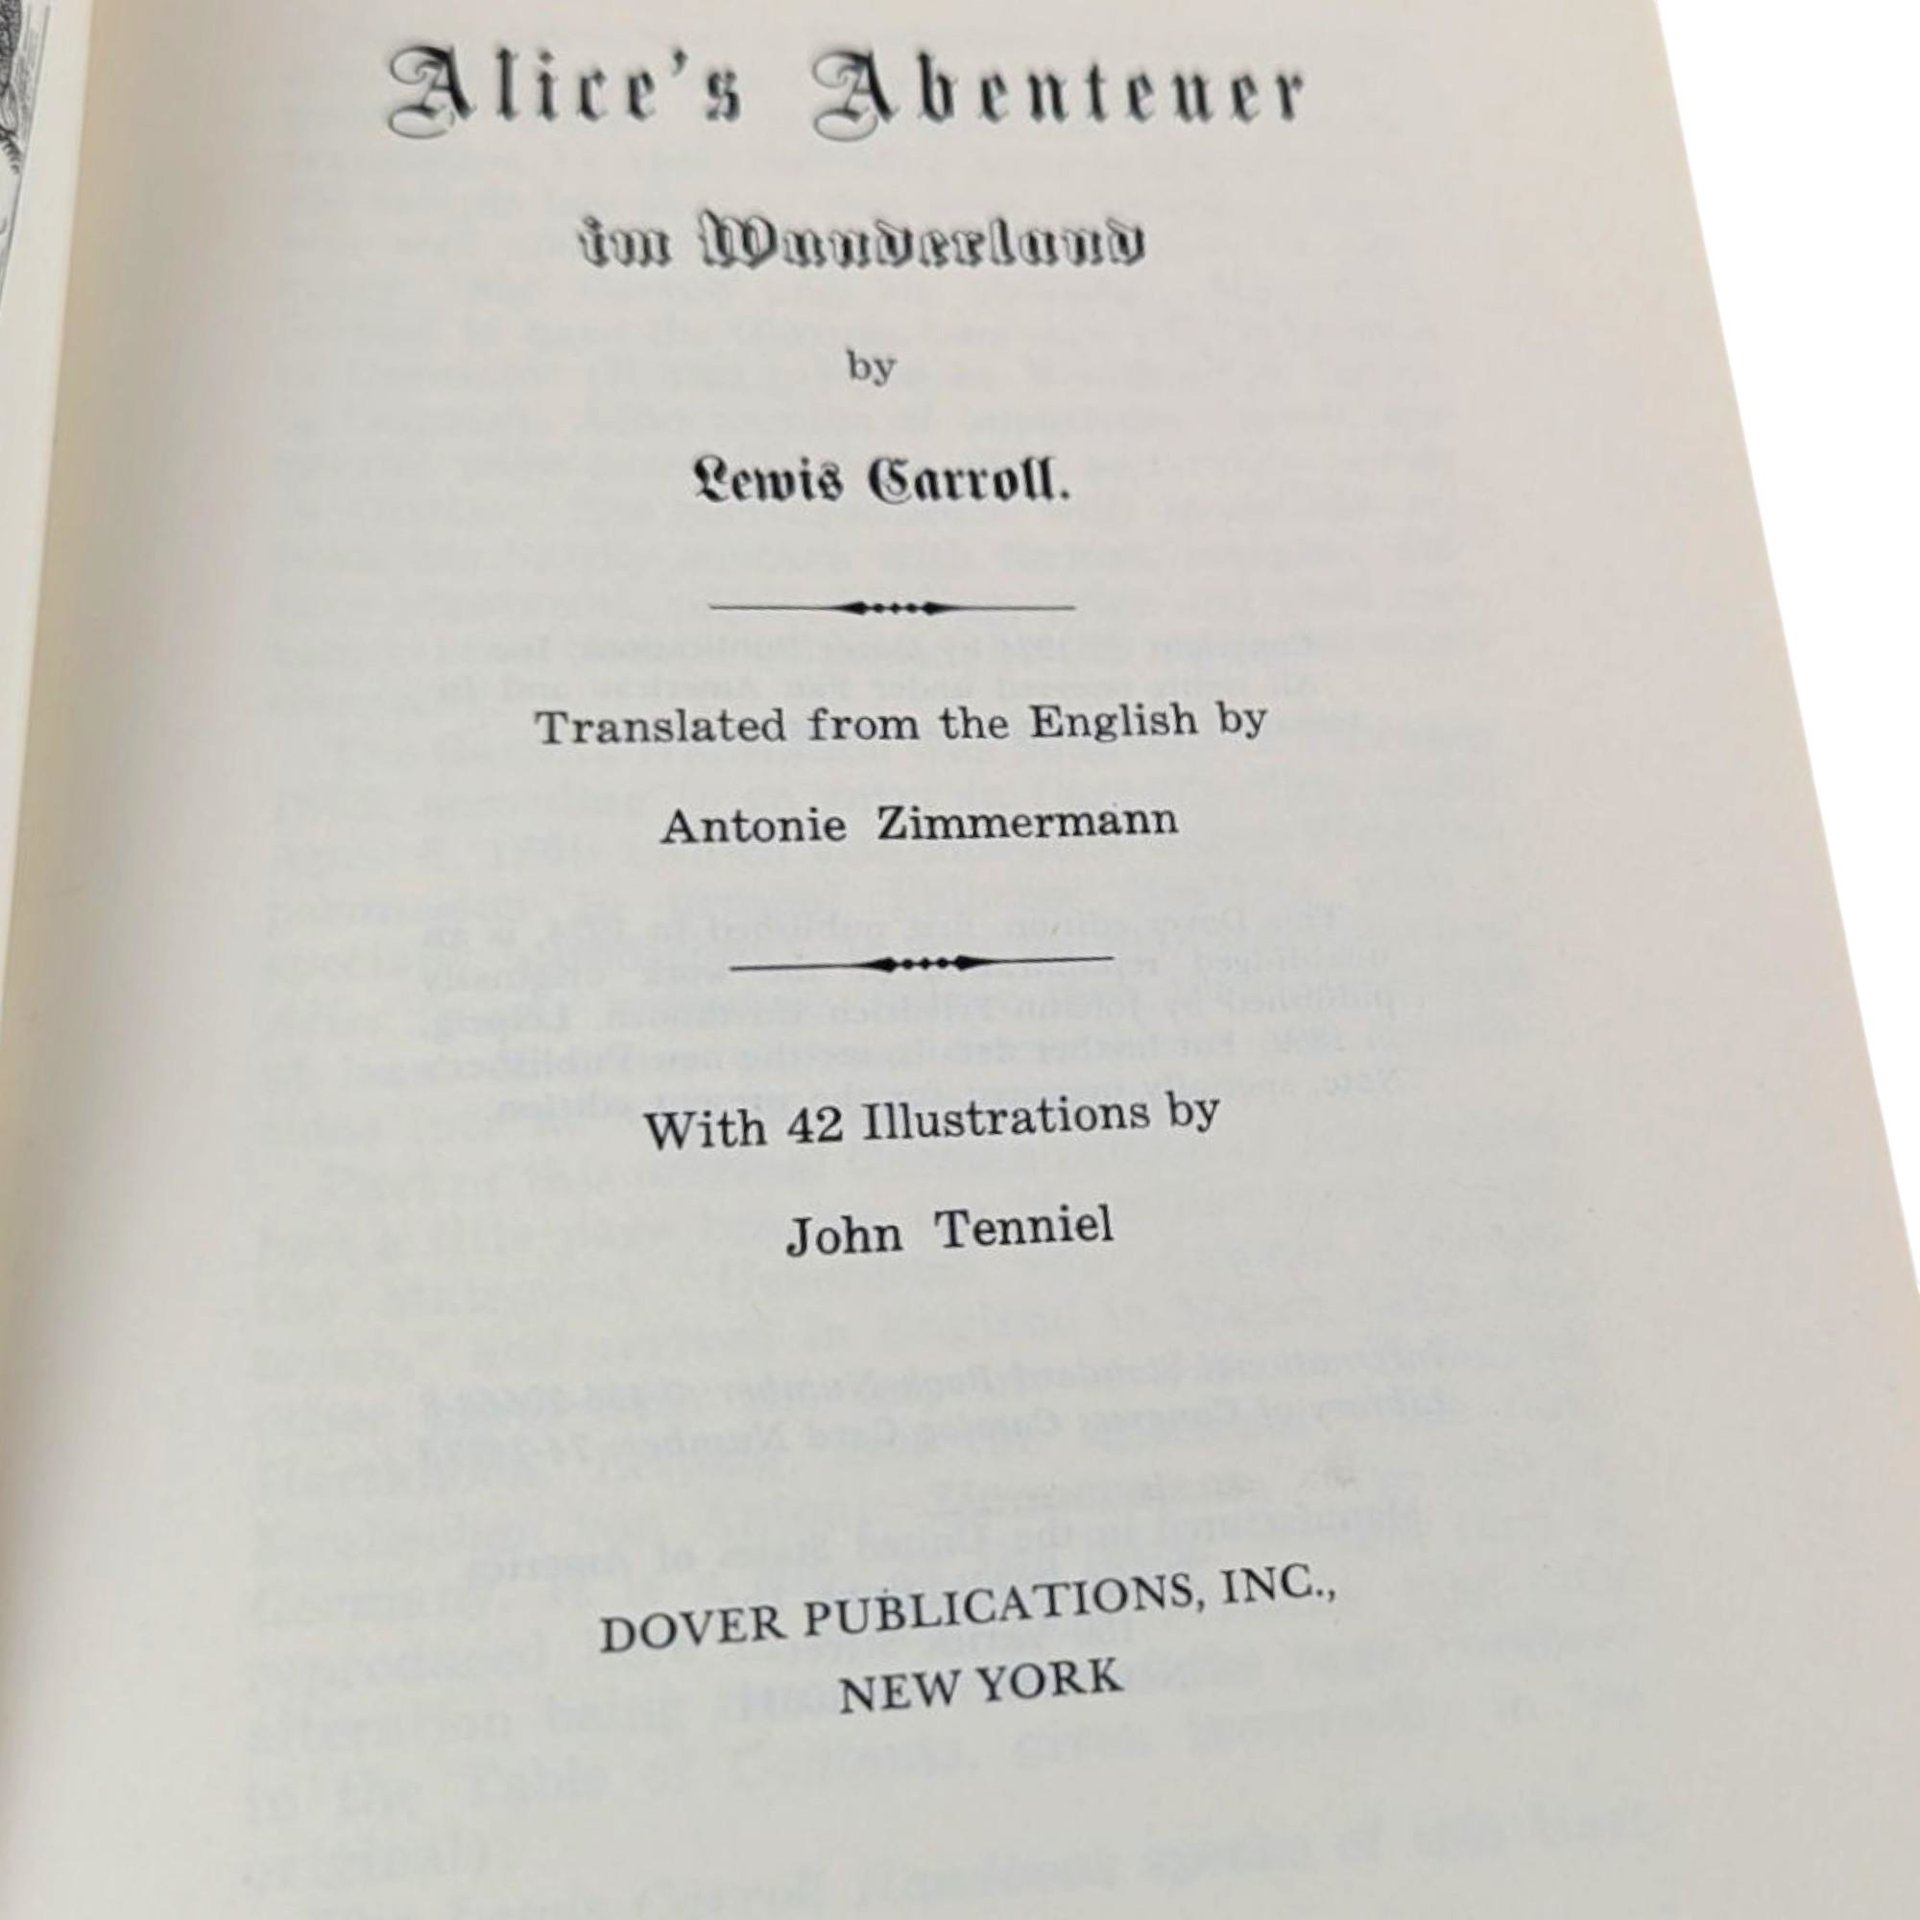 Alice's Abenteuer
im Wunderland
by
Lewis Carroll.
Translated from the English by
Antonie Zimmermann
With 42 Illustrations by
John Tenniel
DOVER PUBLICATIONS, INC.,
NEW YORK